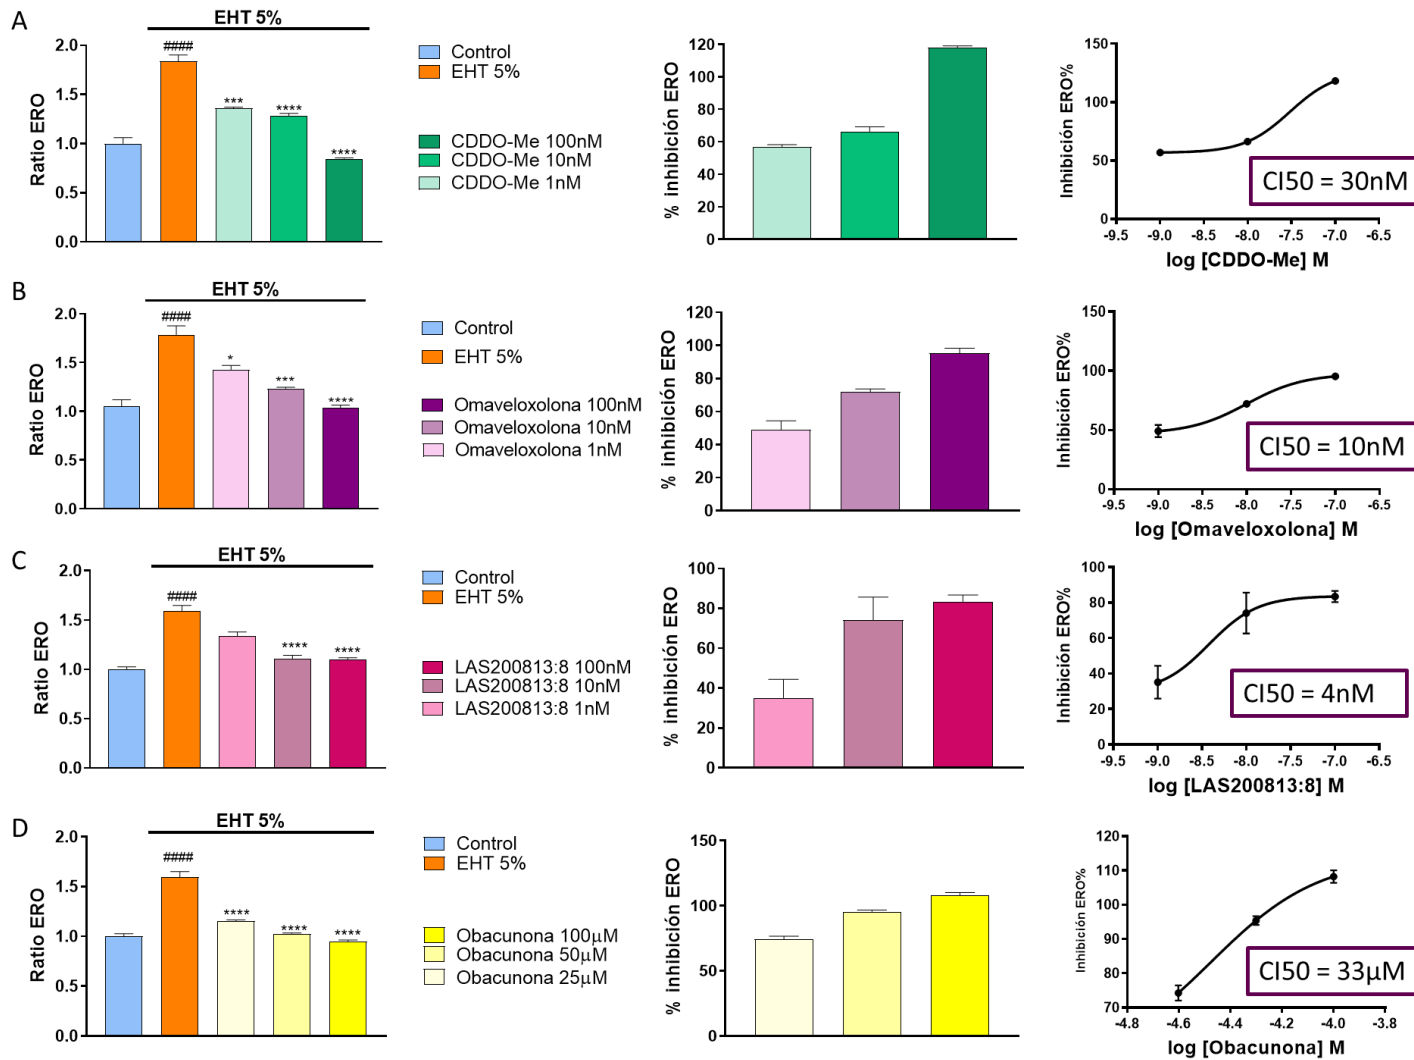 A
EHT 5%
Ratio ERO
2.0
1.5
1.0
0.5
0.0
####
***
****
****
Control
EHT 5%
CDDO-Me 100nM
CDDO-Me 10nM
CDDO-Me 1nM
% inhibición ERO
120
100
80
60
40
20
0
Inhibición ERO%
150
100
50
0
-9.5 -9.0 -8.5 -8.0 -7.5 -7.0 -6.5
log [CDDO-Me] M
CI50 = 30nM
B
EHT 5%
Ratio ERO
2.0
1.5
1.0
0.5
0.0
####
*
***
****
Control
EHT 5%
Omaveloxolona 100nM
Omaveloxolona 10nM
Omaveloxolona 1nM
% inhibición ERO
120
100
80
60
40
20
0
Inhibición ERO%
150
100
50
0
-9.5 -9.0 -8.5 -8.0 -7.5 -7.0 -6.5
log [Omaveloxolona] M
CI50 = 10nM
C
EHT 5%
Ratio ERO
2.0
1.5
1.0
0.5
0.0
####
****
****
Control
EHT 5%
LAS200813:8 100nM
LAS200813:8 10nM
LAS200813:8 1nM
% inhibición ERO
100
80
60
40
20
0
Inhibición ERO%
100
80
60
40
20
0
-9.5 -9.0 -8.5 -8.0 -7.5 -7.0 -6.5
log [LAS200813:8] M
CI50 = 4nM
D
EHT 5%
Ratio ERO
2.0
1.5
1.0
0.5
0.0
####
****
****
****
Control
EHT 5%
Obacunona 100µM
Obacunona 50µM
Obacunona 25µM
% inhibición ERO
150
100
50
0
Inhibición ERO%
120
110
100
90
80
70
-4.8 -4.6 -4.4 -4.2 -4.0 -3.8
log [Obacunona] M
CI50 = 33µM